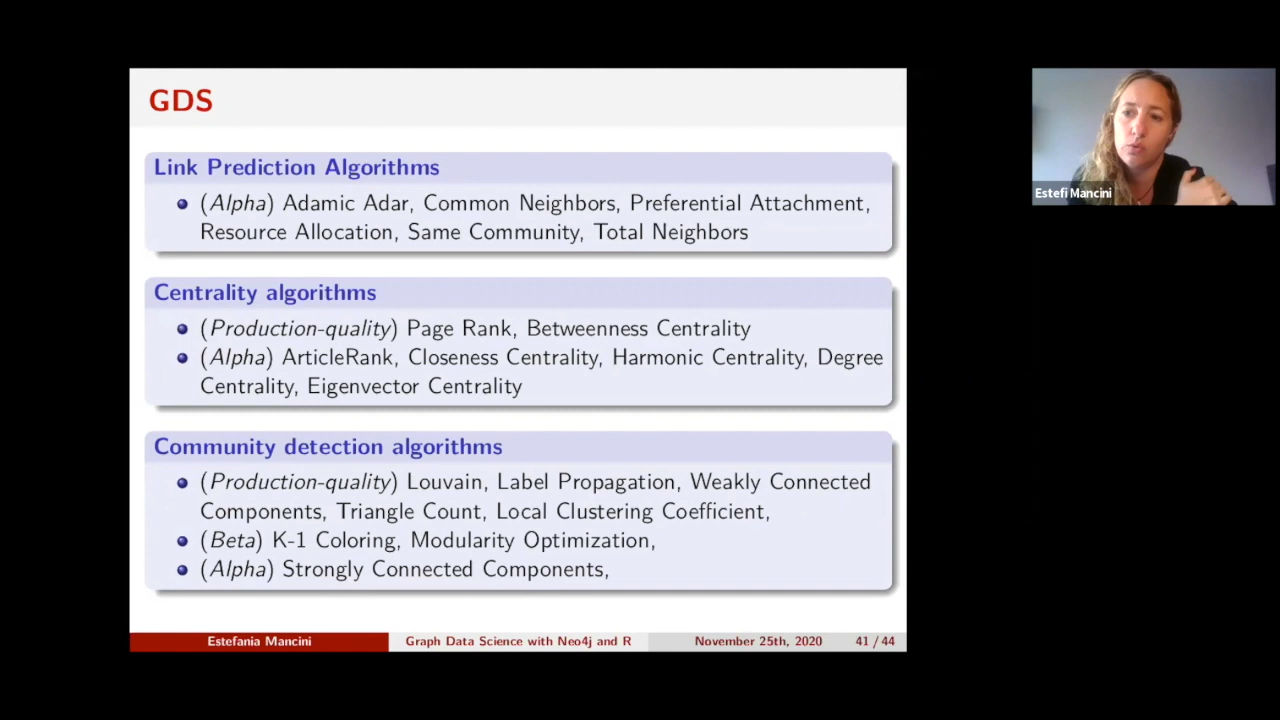 GDS
Link Prediction Algorithms
(Alpha) Adamic Adar, Common Neighbors, Preferential Attachment,
Resource Allocation, Same Community, Total Neighbors
Centrality algorithms
(Production-quality) Page Rank, Betweenness Centrality
(Alpha) ArticleRank, Closeness Centrality, Harmonic Centrality, Degree
Centrality, Eigenvector Centrality
Community detection algorithms
(Production-quality) Louvain, Label Propagation, Weakly Connected
Components, Triangle Count, Local Clustering Coefficient,
(Beta) K-1 Coloring, Modularity Optimization,
(Alpha) Strongly Connected Components,
Estefania Mancini
Graph Data Science with Neo4j and R
November 25th, 2020
41 / 44
Estefi Mancini